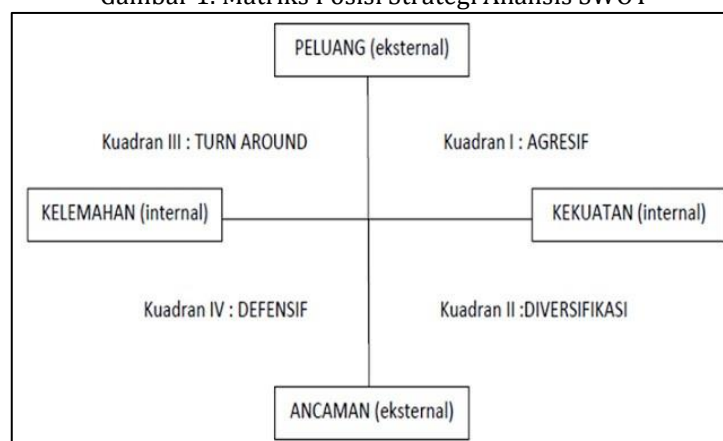 Gambar 1. Matriks Posisi Strategi Analisis SWOT
PELUANG (eksternal)
Kuadran III : TURN AROUND
Kuadran I : AGRESIF
KELEMAHAN (internal)
KEKUATAN (internal)
Kuadran IV : DEFENSIF
Kuadran II :DIVERSIFIKASI
ANCAMAN (eksternal)